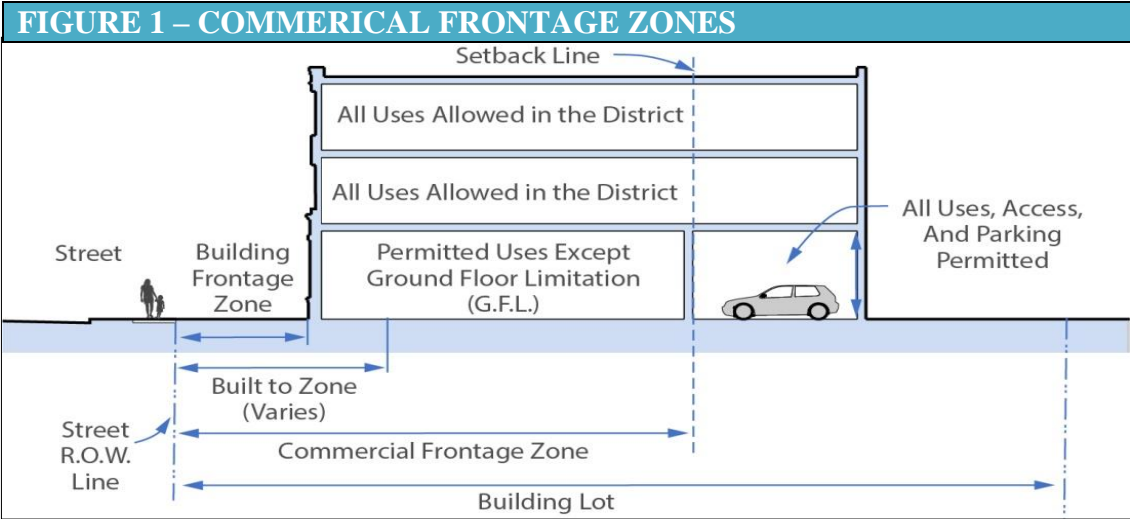 FIGURE 1 – COMMERICAL FRONTAGE ZONES
Setback Line
All Uses Allowed in the District
All Uses Allowed in the District
Street
Building
Frontage
Zone
Permitted Uses Except
Ground Floor Limitation
(G.F.L.)
All Uses, Access,
And Parking
Permitted
Built to Zone
(Varies)
Street
R.O.W.
Line
Commercial Frontage Zone
Building Lot